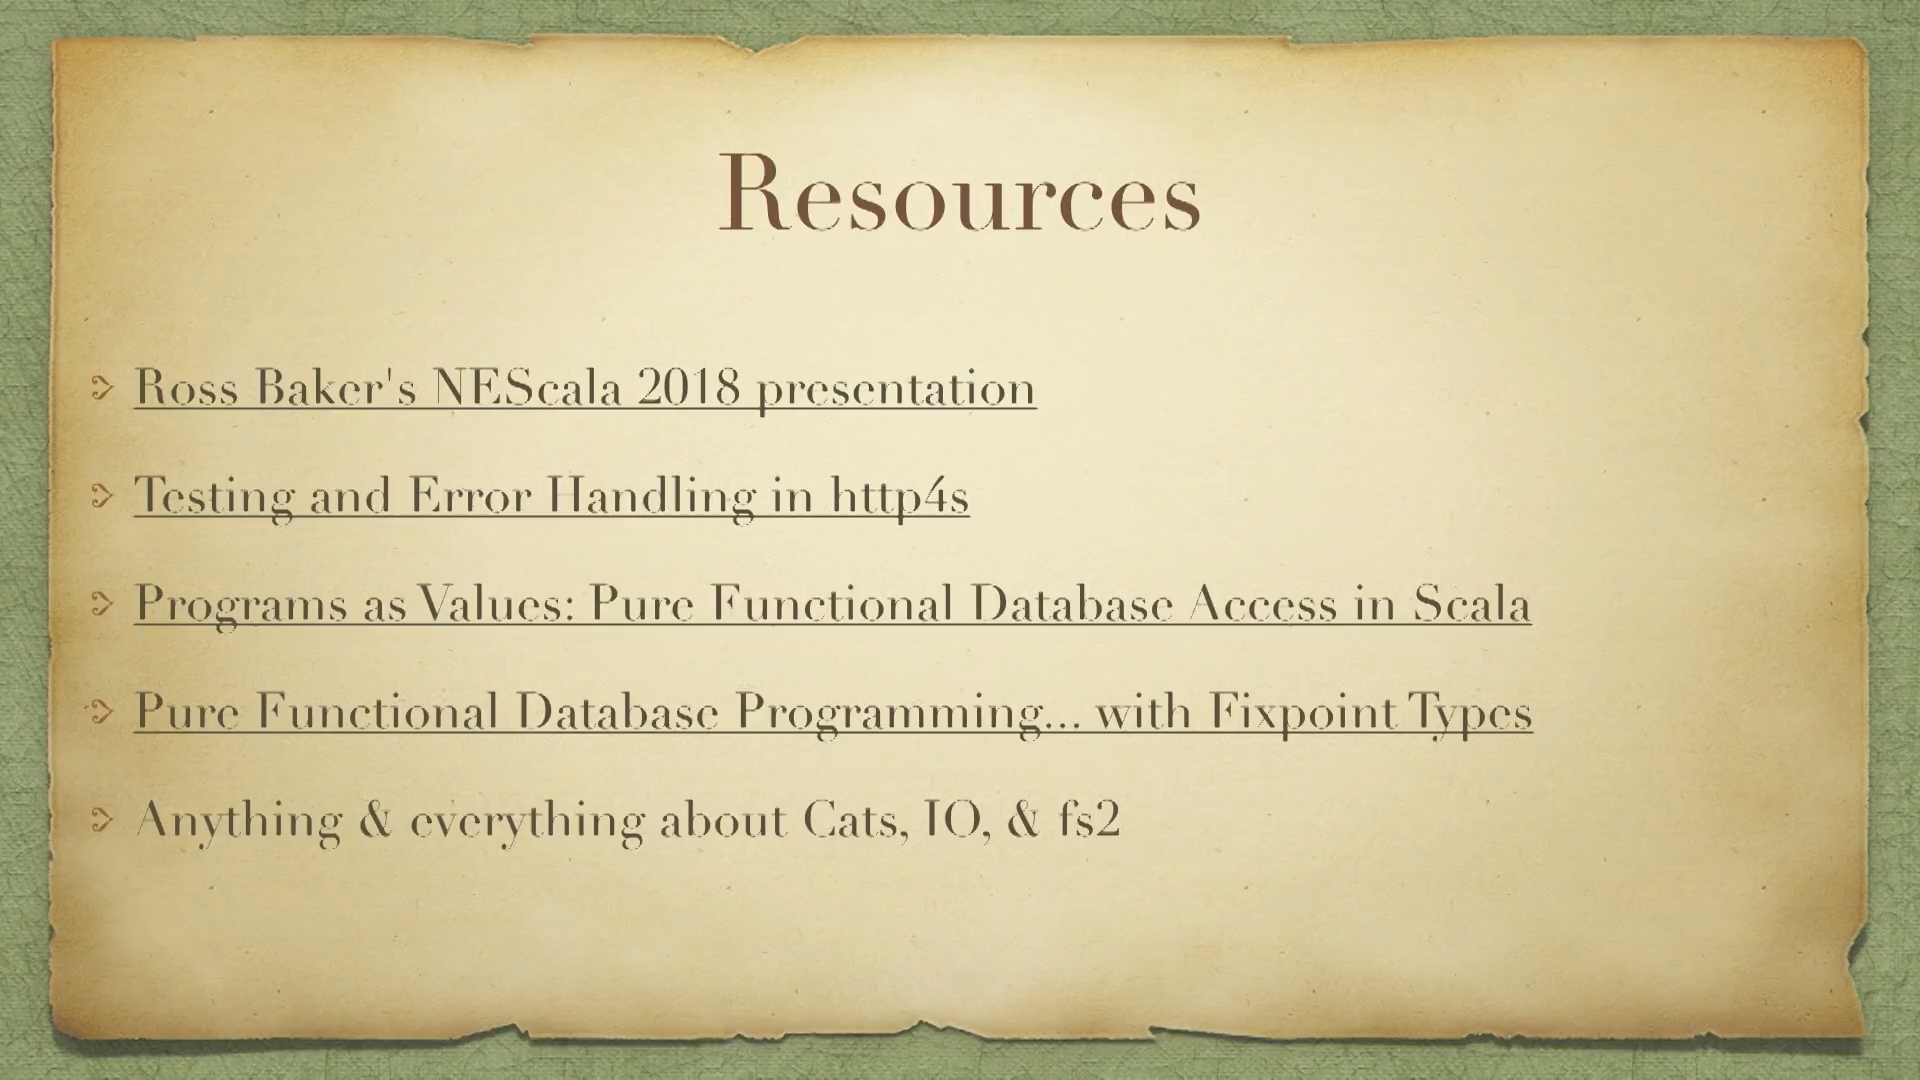 Resources
Ross Baker's NEScala 2018 presentation
Testing and Error Handling in http4s
Programs as Values: Pure Functional Database Access in Scala
Pure Functional Database Programming... with Fixpoint Types
Anything & everything about Cats, IO, & fs2